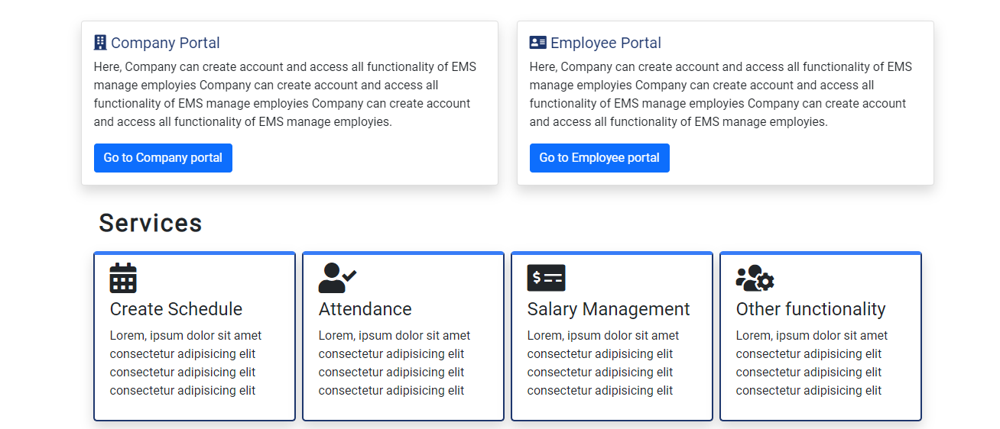 Company Portal
Here, Company can create account and access all functionality of EMS
manage employies Company can create account and access all
functionality of EMS manage employies Company can create account
and access all functionality of EMS manage employies.
Go to Company portal
Employee Portal
Here, Company can create account and access all functionality of EMS
manage employies Company can create account and access all
functionality of EMS manage employies Company can create account
and access all functionality of EMS manage employies.
Go to Employee portal
Services
Create Schedule
Lorem, ipsum dolor sit amet
consectetur adipisicing elit
consectetur adipisicing elit
consectetur adipisicing elit
Attendance
Lorem, ipsum dolor sit amet
consectetur adipisicing elit
consectetur adipisicing elit
consectetur adipisicing elit
$
Salary Management
Lorem, ipsum dolor sit amet
consectetur adipisicing elit
consectetur adipisicing elit
consectetur adipisicing elit
Other functionality
Lorem, ipsum dolor sit amet
consectetur adipisicing elit
consectetur adipisicing elit
consectetur adipisicing elit